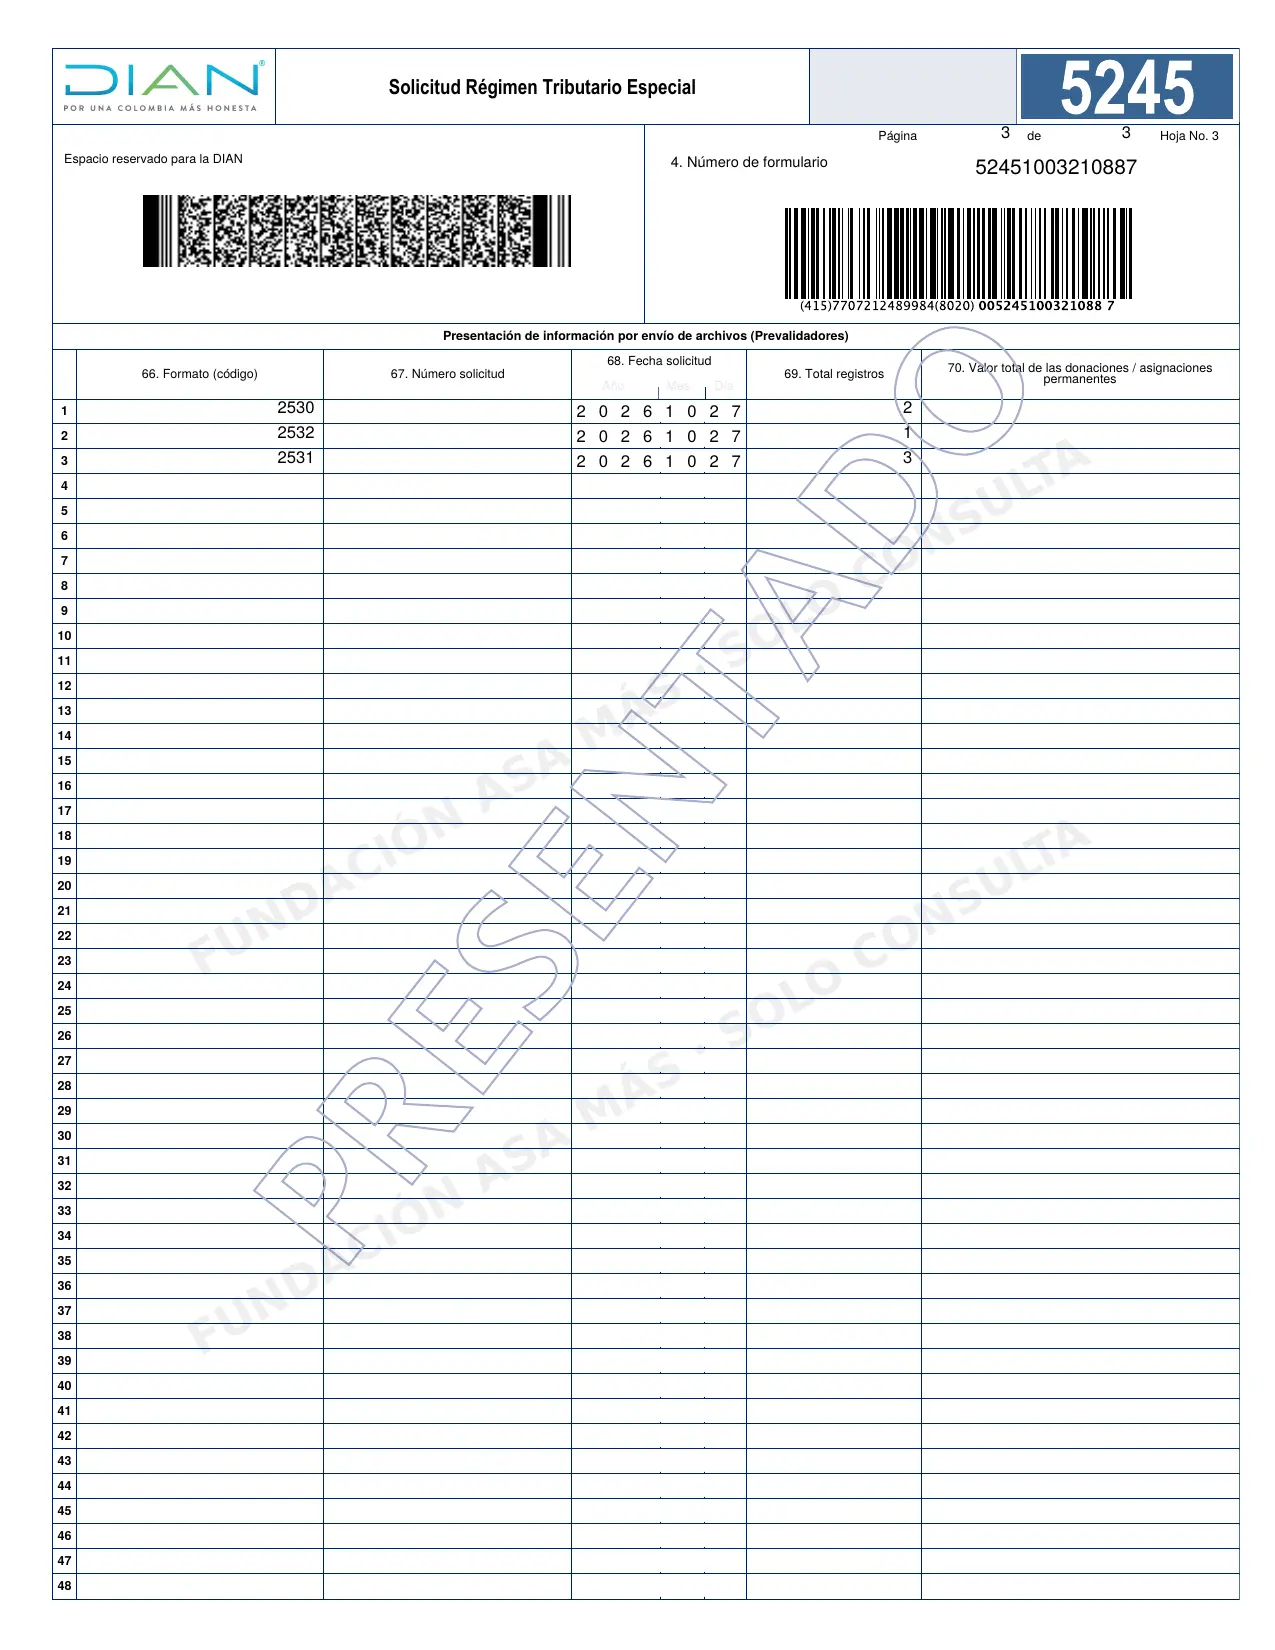 DIAN®
POR UNA COLOMBIA MÁS HONESTA
Solicitud Régimen Tributario Especial
5245
Página 3 de 3 Hoja No. 3
Espacio reservado para la DIAN
4. Número de formulario
52451003210887
(415)7707212489984(8020) 005245100321088 7
Presentación de información por envío de archivos (Prevalidadores)
66. Formato (código)
67. Número solicitud
68. Fecha solicitud
Año Mes Día
69. Total registros
70. Valor total de las donaciones / asignaciones
permanentes
1 2530 2 0 2 6 1 0 2 7 2
2 2532 2 0 2 6 1 0 2 7 1
3 2531 2 0 2 6 1 0 2 7 3
4
5
6
7
8
9
10
11
12
13
14
15
16
17
18
19
20
21
22
23
24
25
26
27
28
29
30
31
32
33
34
35
36
37
38
39
40
41
42
43
44
45
46
47
48
PRESENTADO
FUNDACIÓN ASA MÁS · SOLO CONSULTA
FUNDACIÓN ASA MÁS · SOLO CONSULTA